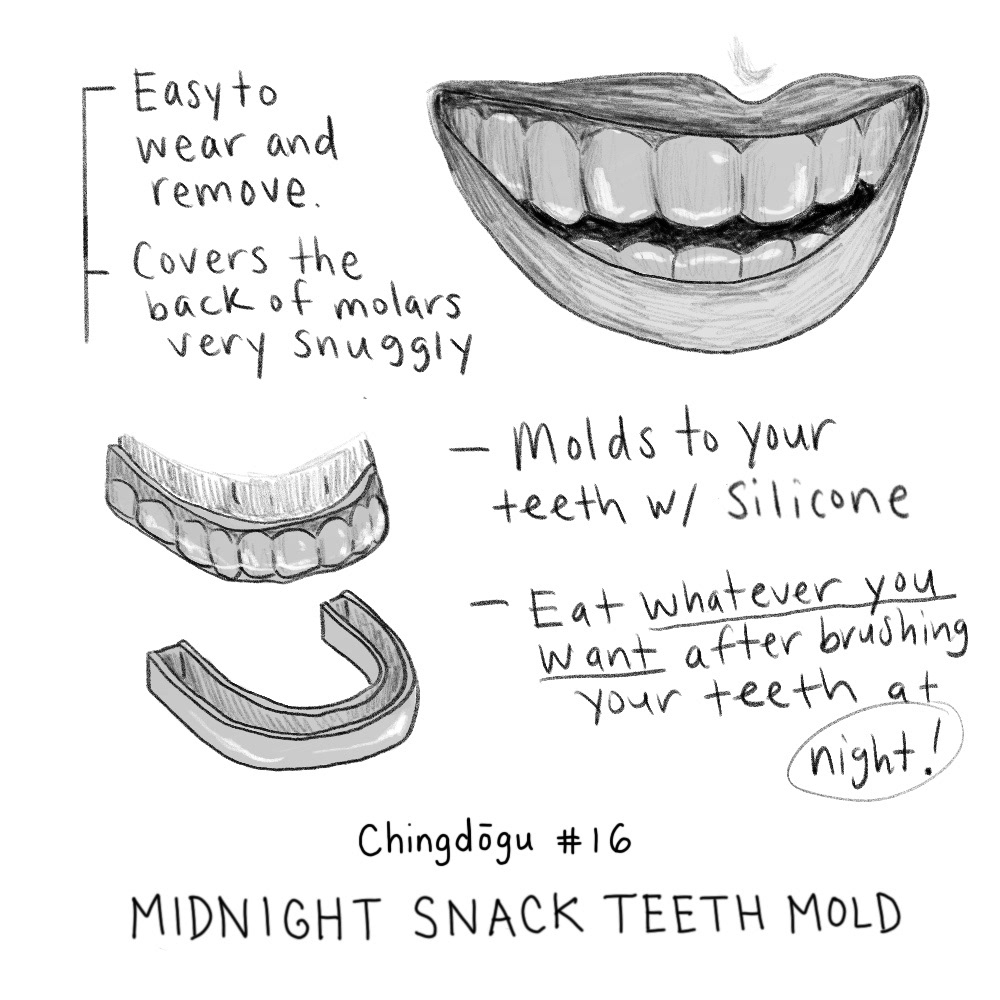 Easy to
wear and
remove.
Covers the
back of molars
very snuggly
– Molds to your
teeth w/ silicone
– Eat whatever you
want after brushing
your teeth at
night!
Chingdōgu #16
MIDNIGHT SNACK TEETH MOLD